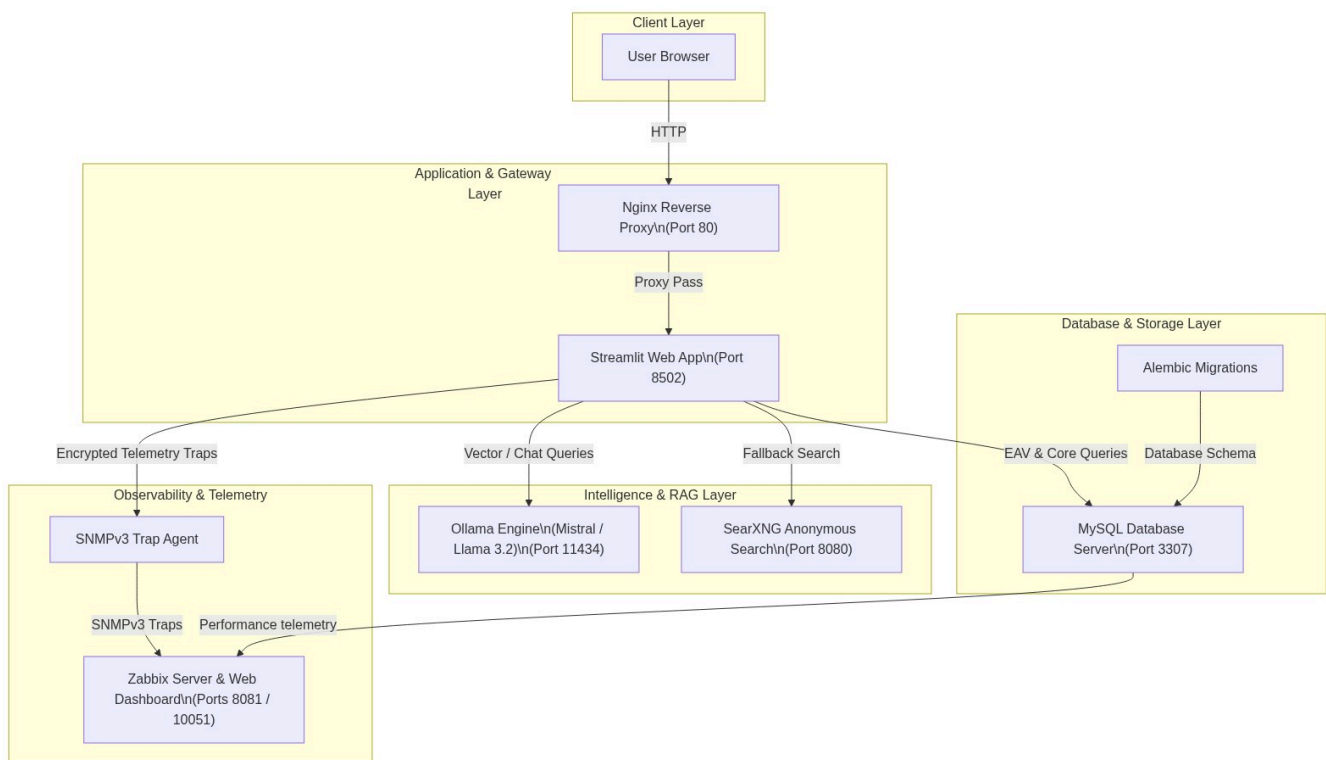 Client Layer
User Browser
HTTP
Application & Gateway
Layer
Nginx Reverse
Proxy\n(Port 80)
Proxy Pass
Streamlit Web App\n(Port
8502)
Database & Storage Layer
Alembic Migrations
Encrypted Telemetry Traps
Vector / Chat Queries
Fallback Search
EAV & Core Queries
Database Schema
Observability & Telemetry
SNMPv3 Trap Agent
Intelligence & RAG Layer
Ollama Engine\n(Mistral /
Llama 3.2)\n(Port 11434)
SearXNG Anonymous
Search\n(Port 8080)
MySQL Database
Server\n(Port 3307)
SNMPv3 Traps
Performance telemetry
Zabbix Server & Web
Dashboard\n(Ports 8081 /
10051)